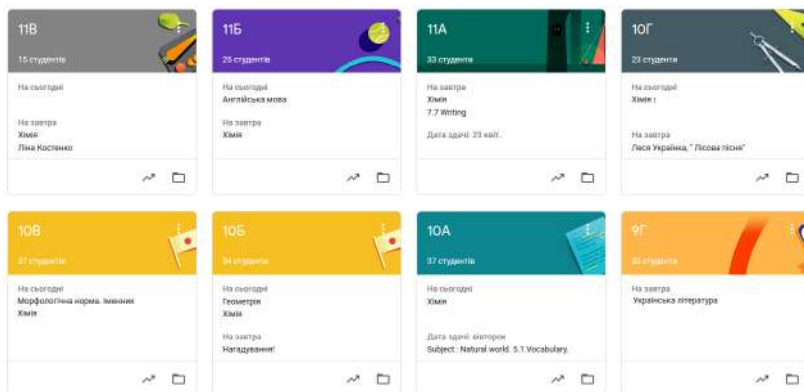 11В
15 студентів
На сьогодні
На завтра
Хімія
Ліна Костенко
11Б
25 студентів
На сьогодні
Англійська мова
На завтра
Хімія
11А
33 студенти
На завтра
Хімія
7.7 Writing
Дата здачі: 23 квіт.
10Г
23 студенти
На сьогодні
Хімія :
На завтра
Леся Українка, " Лісова пісня"
10В
37 студентів
На сьогодні
Морфологічна норма. Іменник
Хімія
10Б
34 студенти
На сьогодні
Геометрія
Хімія
На завтра
Нагадування!
10А
37 студентів
На сьогодні
Хімія
Дата здачі: вівторок
Subject : Natural world. 5.1.Vocabulary.
9Г
студенти
На завтра
Українська література